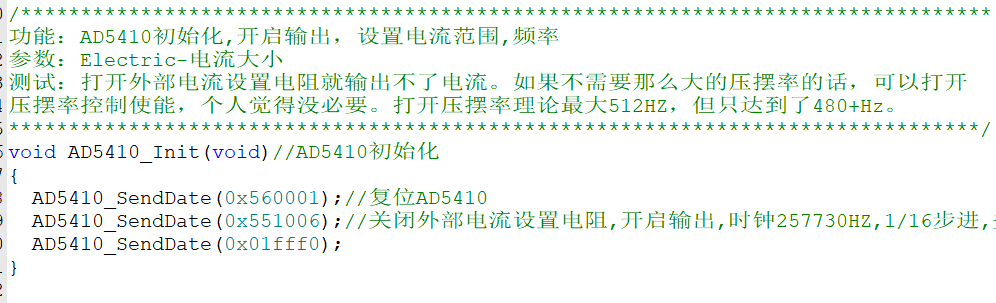 /********************************************************************************
功能：AD5410初始化,开启输出，设置电流范围,频率
参数：Electric-电流大小
测试：打开外部电流设置电阻就输出不了电流。如果不需要那么大的压摆率的话，可以打开
压摆率控制使能，个人觉得没必要。打开压摆率理论最大512HZ，但只达到了480+Hz。
********************************************************************************/
void AD5410_Init(void)//AD5410初始化
{
  AD5410_SendDate(0x560001);//复位AD5410
  AD5410_SendDate(0x551006);//关闭外部电流设置电阻,开启输出,时钟257730HZ,1/16步进,
  AD5410_SendDate(0x01fff0);
}